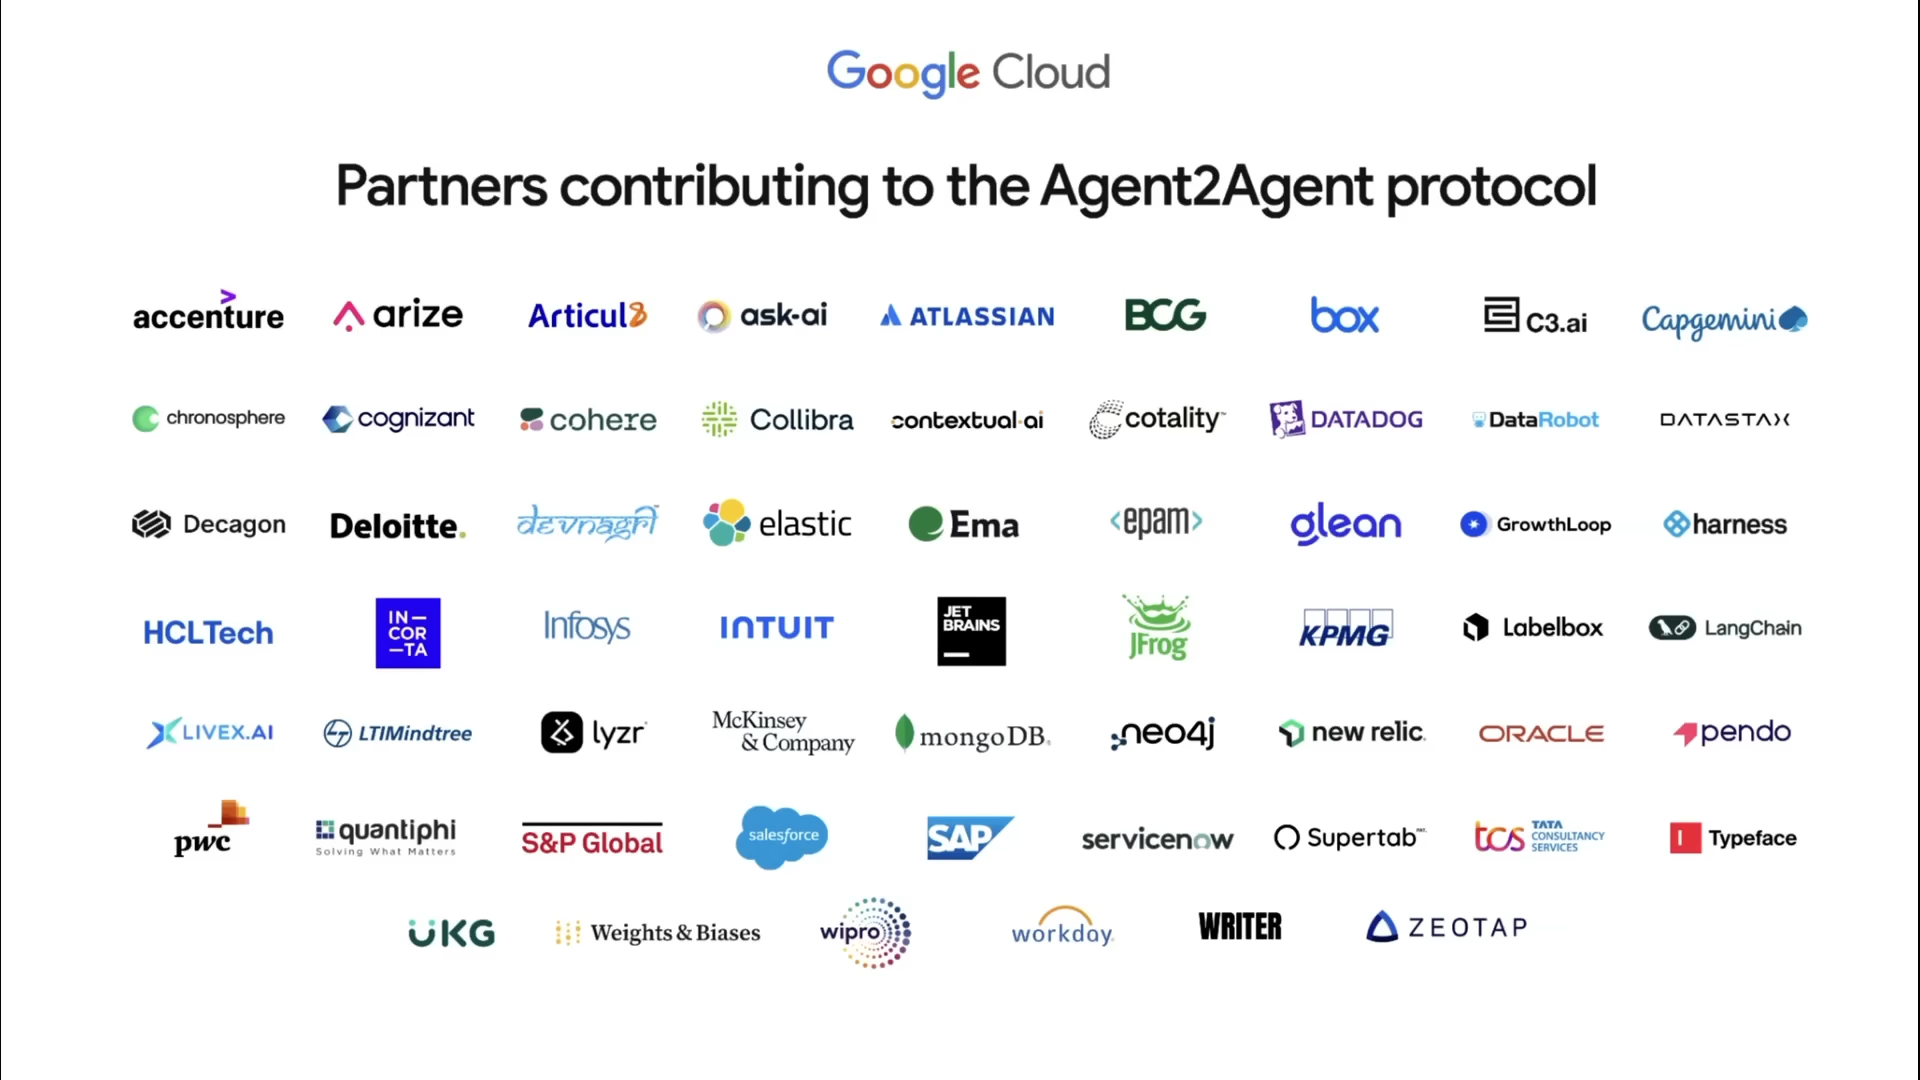 Google Cloud
Partners contributing to the Agent2Agent protocol
accenture
arize
Articul8
ask-ai
ATLASSIAN
BCG
box
C3.ai
Capgemini
chronosphere
cognizant
cohere
Collibra
contextual·ai
cotality™
DATADOG
DataRobot
DATASTAX
Decagon
Deloitte.
devnagri
elastic
Ema
<epam>
glean
GrowthLoop
harness
HCLTech
IN—
COR
—TA
Infosys
INTUIT
JET
BRAINS
JFrog
KPMG
Labelbox
LangChain
LIVEX.AI
LTIMindtree
lyzr
McKinsey
& Company
mongoDB®
neo4j
new relic.
ORACLE
pendo
pwc
quantiphi
Solving What Matters
S&P Global
salesforce
SAP
servicenow
Supertab
tcs TATA
CONSULTANCY
SERVICES
Typeface
UKG
Weights & Biases
wipro
workday.
WRITER
ZEOTAP